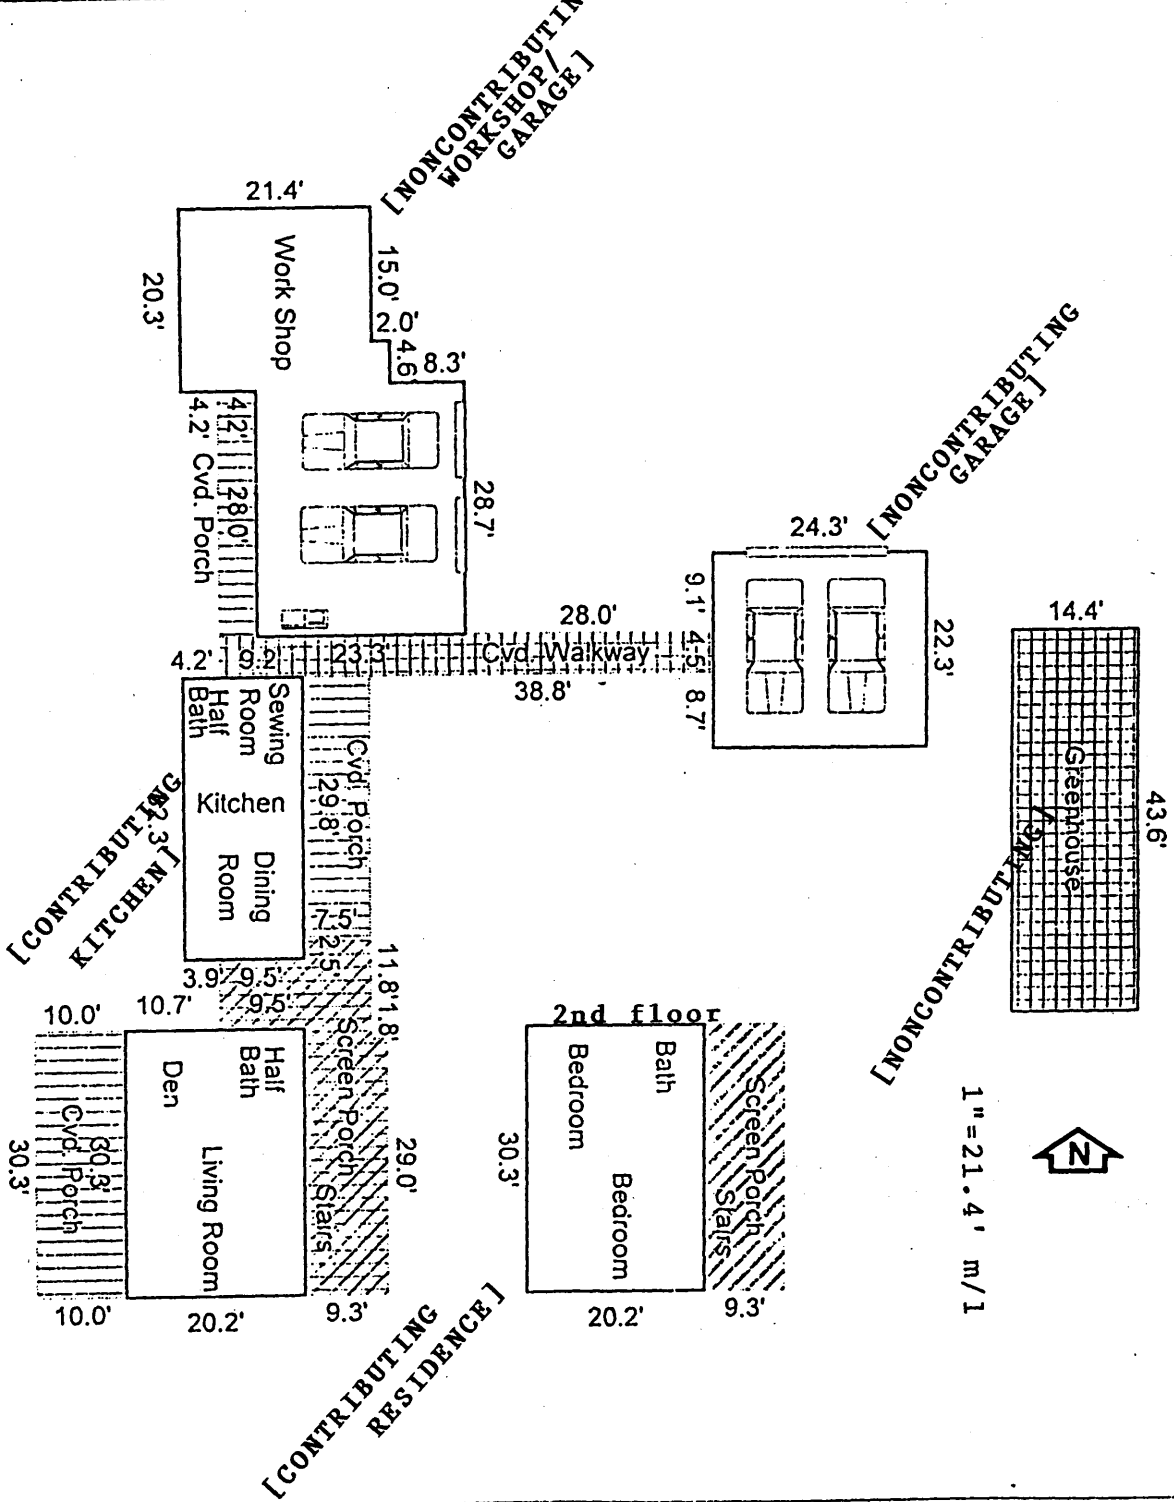 [NONCONTRIBUTING
WORKSHOP/
GARAGE]
21.4'
15.0'
2.0'
4.6
8.3'
20.3'
Work Shop
4.2'
4.2'
28.0'
Cvd. Porch
28.7'
[NONCONTRIBUTING
GARAGE]
24.3'
9.1'
4.5'
8.7'
22.3'
28.0'
Cvd. Walkway
38.8'
4.2'
9.2'
23.3'
14.4'
43.6'
Greenhouse
[NONCONTRIBUTING]
Sewing
Room
Half
Bath
Kitchen
Dining
Room
Cvd. Porch
29.8'
7.5'
2.5'
[CONTRIBUTING
KITCHEN]
3.9'
9.5'
9.5'
11.8'
1.8'
10.0'
10.7'
Half
Bath
Den
Living Room
Screen Porch
Stairs
29.0'
Cvd. Porch
30.3'
30.3'
10.0'
20.2'
9.3'
2nd floor
Bath
Bedroom
Bedroom
Screen Porch
Stairs
30.3'
20.2'
9.3'
[CONTRIBUTING
RESIDENCE]
N
1"=21.4' m/l